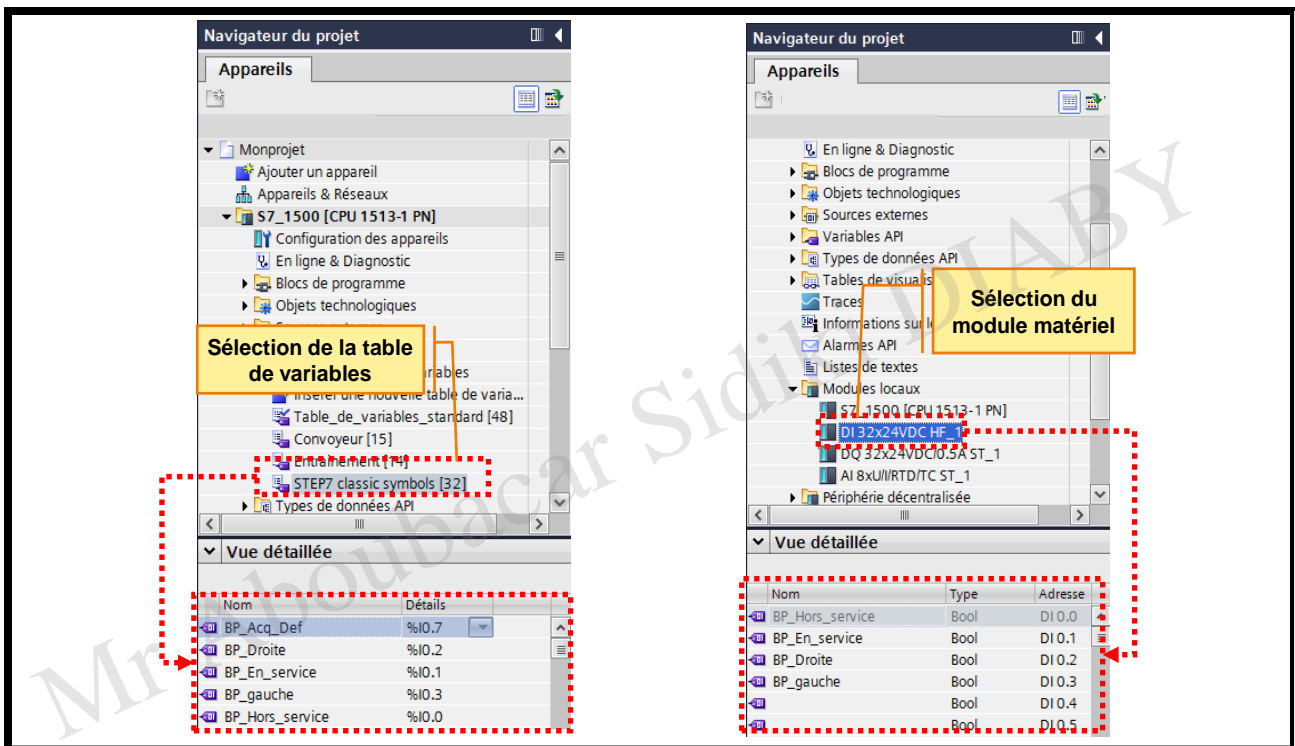 Navigateur du projet
Appareils
Monprojet
Ajouter un appareil
Appareils & Réseaux
S7_1500 [CPU 1513-1 PN]
Configuration des appareils
En ligne & Diagnostic
Blocs de programme
Objets technologiques
Sélection de la table
de variables
Insérer une nouvelle table de varia...
Table_de_variables_standard [48]
Convoyeur [15]
Entraînement [14]
STEP7 classic symbols [32]
Types de données API
Vue détaillée
Nom Détails
BP_Acq_Def %I0.7
BP_Droite %I0.2
BP_En_service %I0.1
BP_gauche %I0.3
BP_Hors_service %I0.0
Navigateur du projet
Appareils
En ligne & Diagnostic
Blocs de programme
Objets technologiques
Sources externes
Variables API
Types de données API
Tables de visualis
Traces
Informations sur l
Alarmes API
Listes de textes
Modules locaux
S7_1500 [CPU 1513-1 PN]
DI 32x24VDC HF_1
DQ 32x24VDC/0.5A ST_1
AI 8xU/I/RTD/TC ST_1
Périphérie décentralisée
Sélection du
module matériel
Vue détaillée
Nom Type Adresse
BP_Hors_service Bool DI 0.0
BP_En_service Bool DI 0.1
BP_Droite Bool DI 0.2
BP_gauche Bool DI 0.3
Bool DI 0.4
Bool DI 0.5
Mr Aboubacar Sidiki DIABY